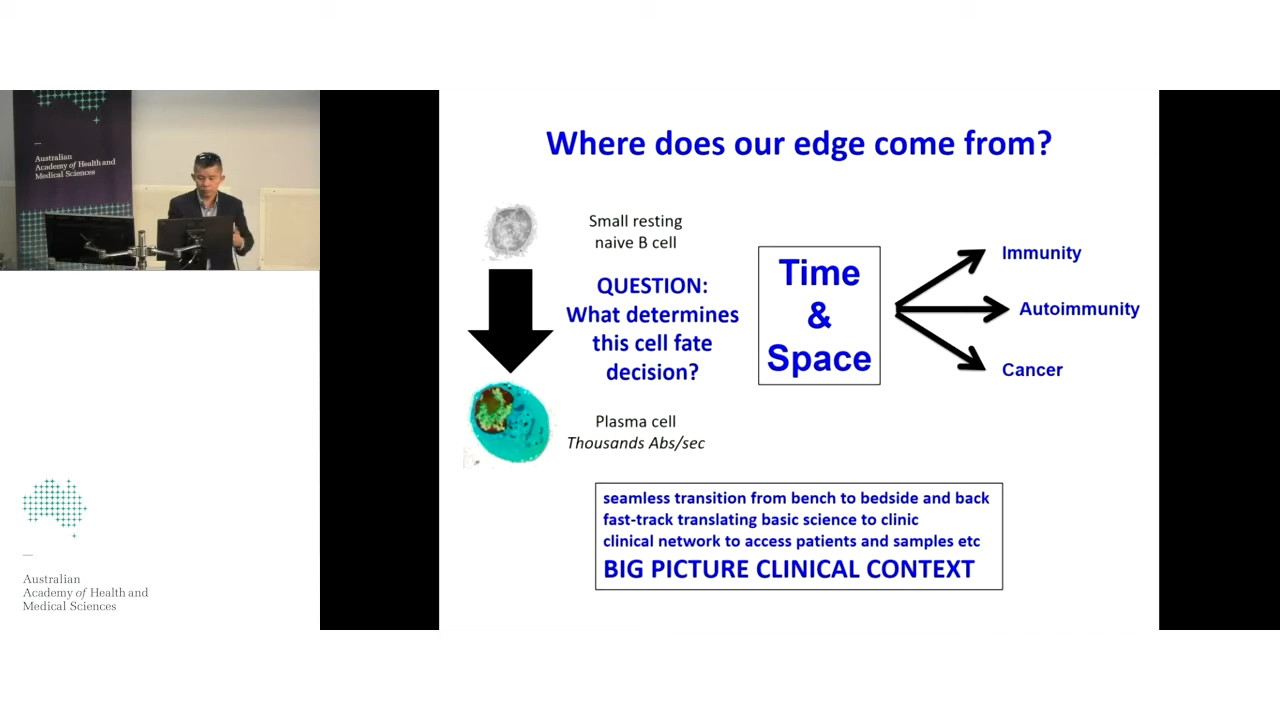 Australian
Academy of Health and
Medical Sciences
Where does our edge come from?
Small resting
naive B cell
QUESTION:
What determines
this cell fate
decision?
Plasma cell
Thousands Abs/sec
Time
&
Space
Immunity
Autoimmunity
Cancer
seamless transition from bench to bedside and back
fast-track translating basic science to clinic
clinical network to access patients and samples etc
BIG PICTURE CLINICAL CONTEXT
Australian
Academy of Health and
Medical Sciences